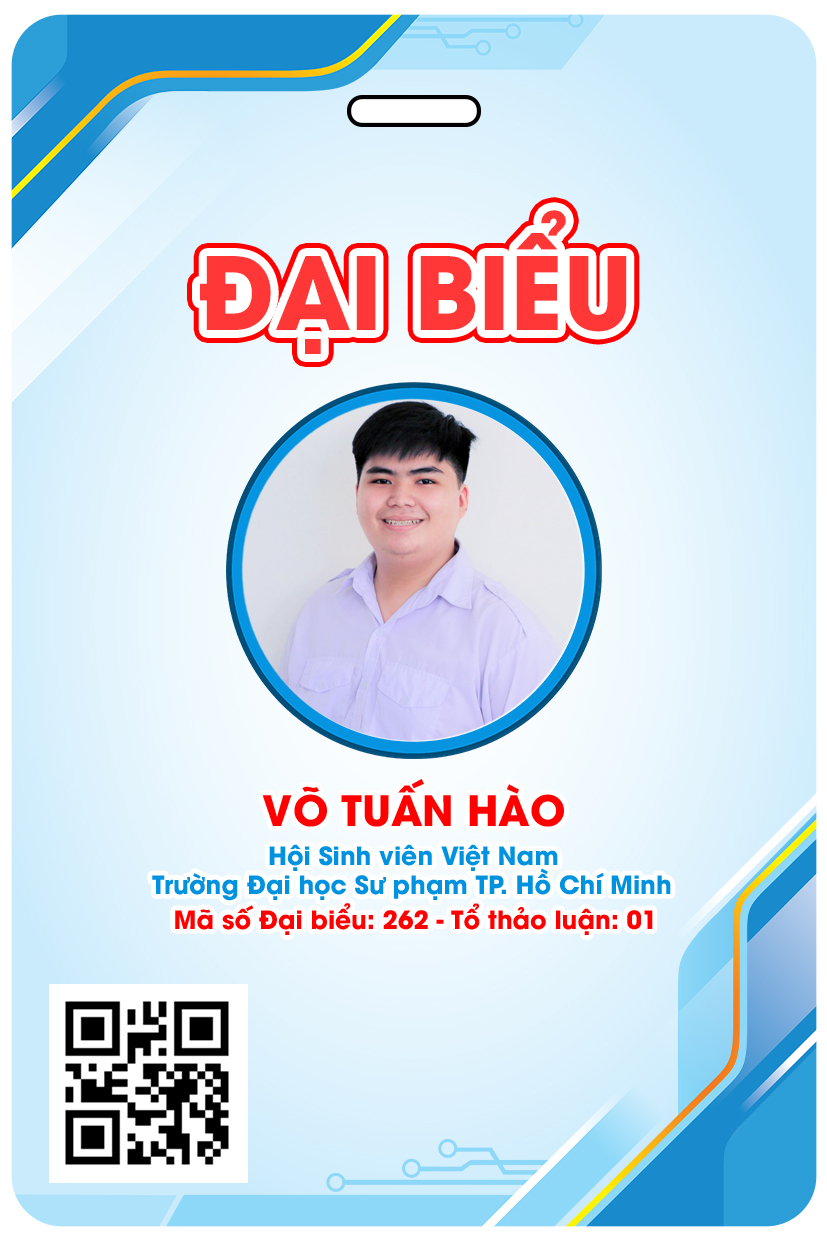 ĐẠI BIỂU
VÕ TUẤN HÀO
Hội Sinh viên Việt Nam
Trường Đại học Sư phạm TP. Hồ Chí Minh
Mã số Đại biểu: 262 - Tổ thảo luận: 01